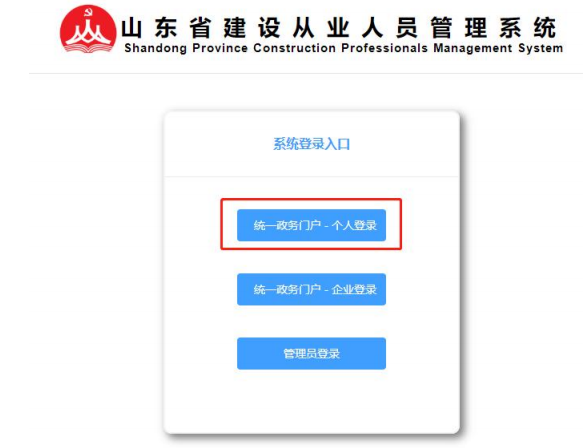 山东省建设从业人员管理系统
Shandong Province Construction Professionals Management System
系统登录入口
统一政务门户 - 个人登录
统一政务门户 - 企业登录
管理员登录